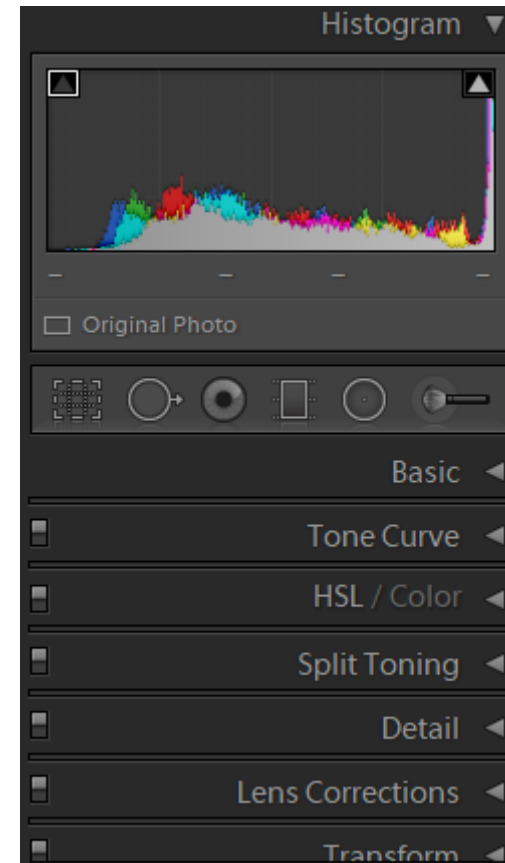 Histogram
Original Photo
Basic
Tone Curve
HSL / Color
Split Toning
Detail
Lens Corrections
Transform